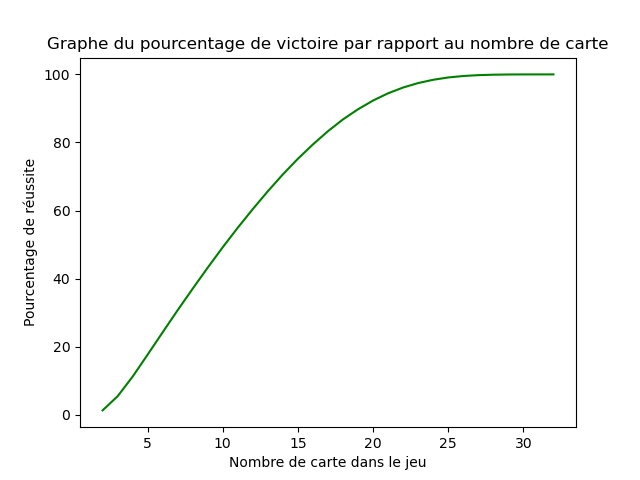 Graphe du pourcentage de victoire par rapport au nombre de carte
100
80
60
40
20
0
Pourcentage de réussite
5 10 15 20 25 30
Nombre de carte dans le jeu